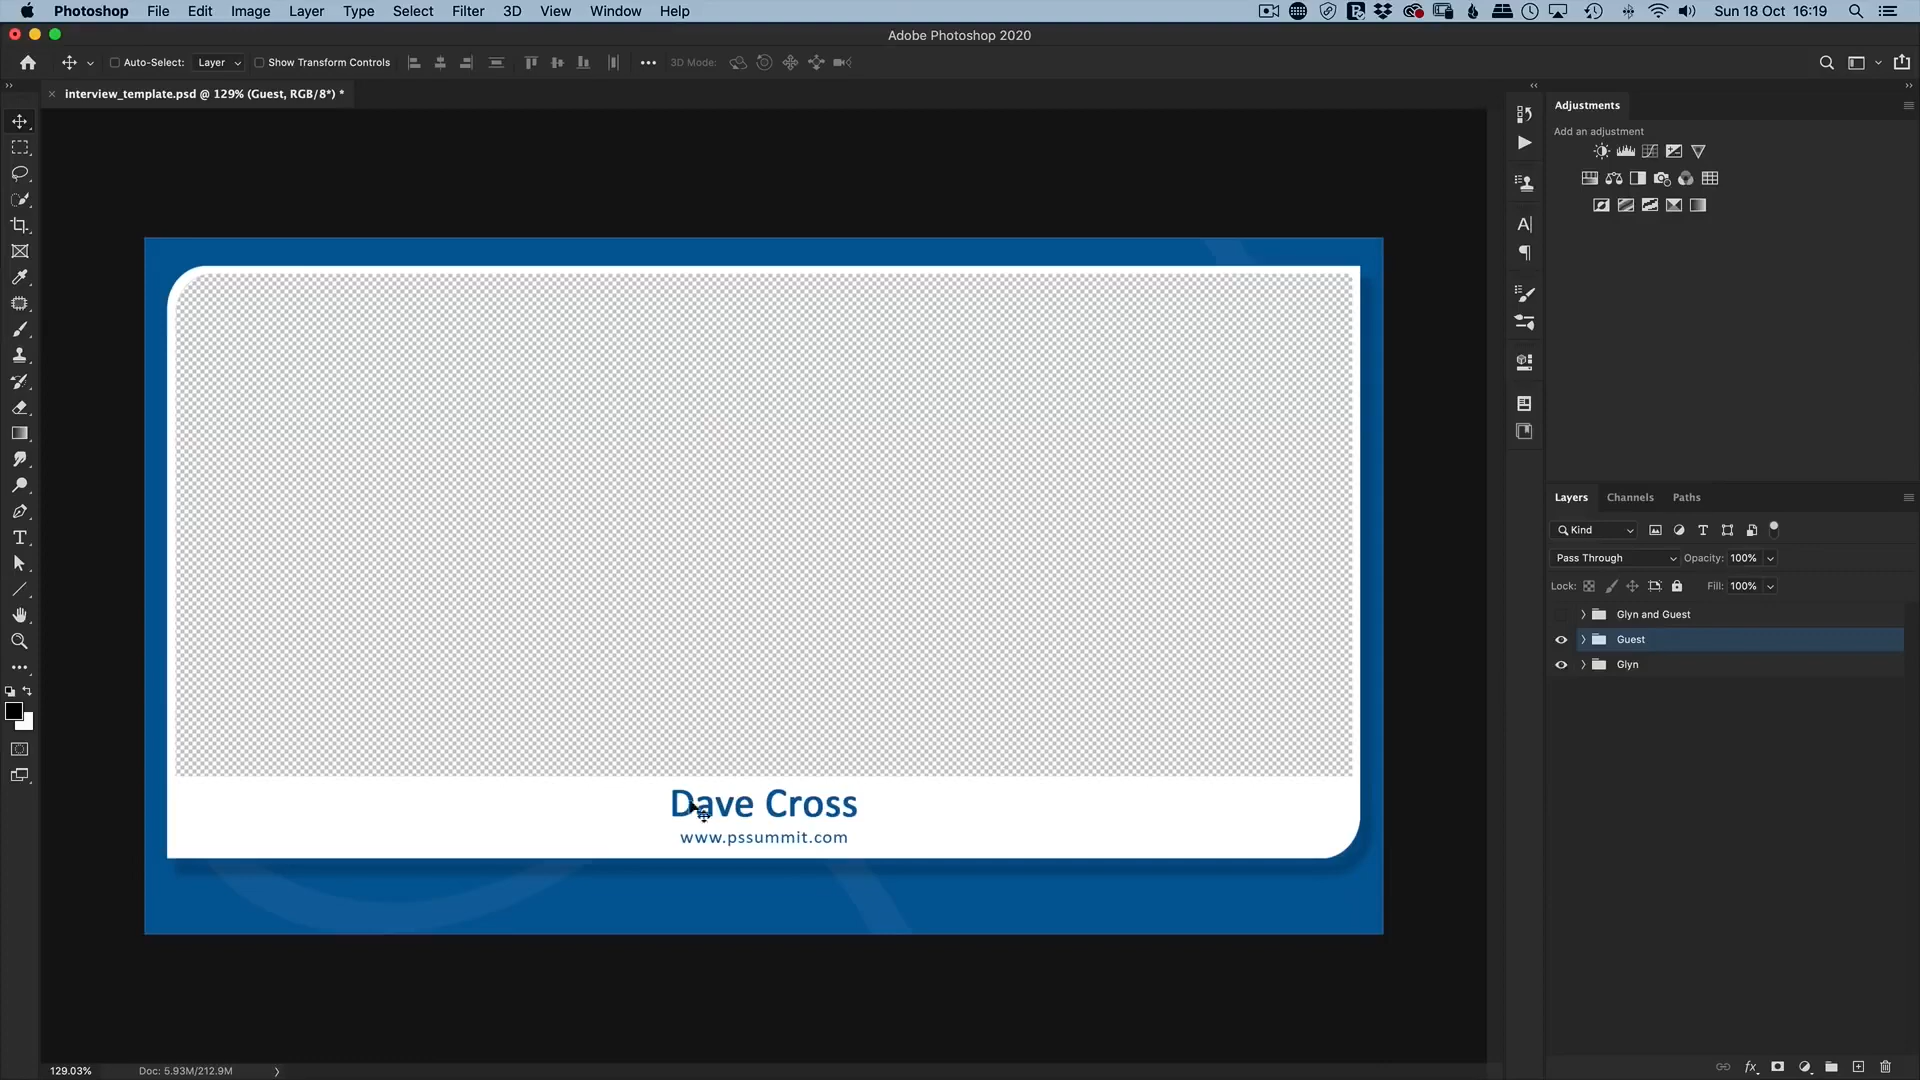 Photoshop File Edit Image Layer Type Select Filter 3D View Window Help Sun 18 Oct 16:19
Adobe Photoshop 2020
Auto-Select: Layer Show Transform Controls 3D Mode:
interview_template.psd @ 129% (Guest, RGB/8*) *
Adjustments
Add an adjustment
Layers Channels Paths
Kind
Pass Through Opacity: 100%
Lock: Fill: 100%
Glyn and Guest
Guest
Glyn
Dave Cross
www.pssummit.com
129.03% Doc: 5.93M/212.9M